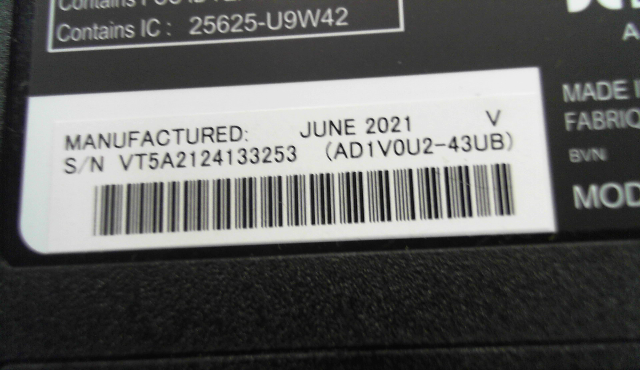 Contains IC : 25625-U9W42
MANUFACTURED: JUNE 2021 V
S/N VT5A2124133253 (AD1V0U2-43UB)
MADE I
FABRIQ
BVN
MOD